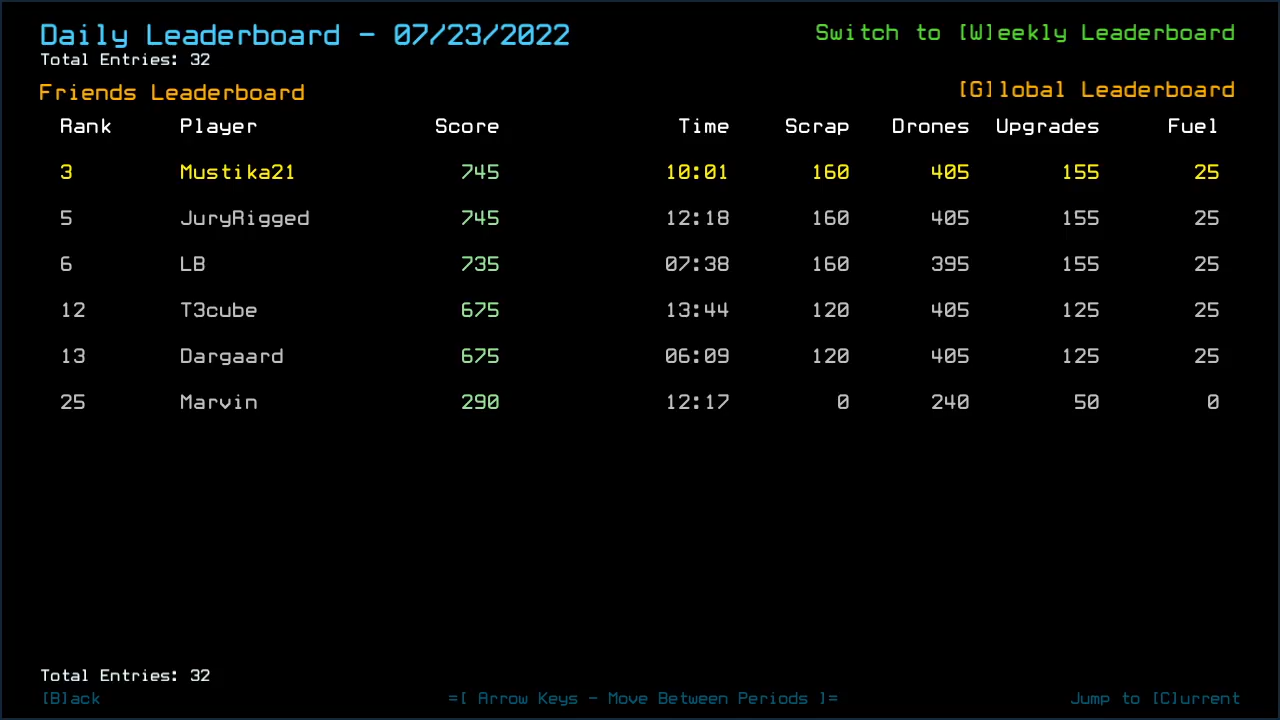 Daily Leaderboard - 07/23/2022 Switch to [W]eekly Leaderboard
Total Entries: 32
Friends Leaderboard [G]lobal Leaderboard
Rank Player Score Time Scrap Drones Upgrades Fuel
3 Mustika21 745 10:01 160 405 155 25
5 JuryRigged 745 12:18 160 405 155 25
6 LB 735 07:38 160 395 155 25
12 T3cube 675 13:44 120 405 125 25
13 Dargaard 675 06:09 120 405 125 25
25 Marvin 290 12:17 0 240 50 0
Total Entries: 32
[B]ack =[ Arrow Keys - Move Between Periods ]= Jump to [C]urrent